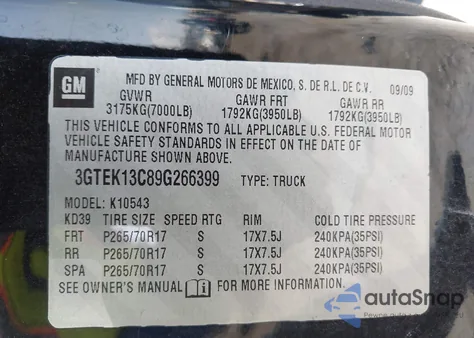 GM
MFD BY GENERAL MOTORS DE MEXICO, S. DE R.L. DE C.V. 09/09
GVWR GAWR FRT GAWR RR
3175KG(7000LB) 1792KG(3950LB) 1792KG(3950LB)
THIS VEHICLE CONFORMS TO ALL APPLICABLE U.S. FEDERAL MOTOR
VEHICLE SAFETY STANDARDS IN EFFECT ON THE DATE OF
MANUFACTURE SHOWN ABOVE.
3GTEK13C89G266399 TYPE: TRUCK
MODEL: K10543
KD39 TIRE SIZE SPEED RTG RIM COLD TIRE PRESSURE
FRT P265/70R17 S 17X7.5J 240KPA(35PSI)
RR P265/70R17 S 17X7.5J 240KPA(35PSI)
SPA P265/70R17 S 17X7.5J 240KPA(35PSI)
SEE OWNER'S MANUAL i FOR MORE INFORMATION.
autoSnap